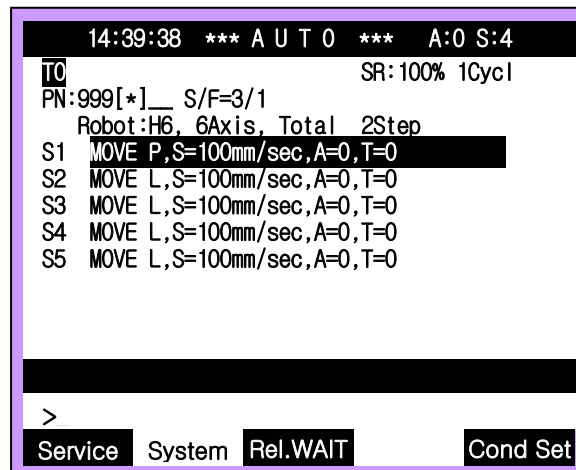 14:39:38 *** A U T O *** A:0 S:4
T0 SR:100% 1Cycl
PN:999[*]__ S/F=3/1
Robot:H6, 6Axis, Total 2Step
S1 MOVE P,S=100mm/sec,A=0,T=0
S2 MOVE L,S=100mm/sec,A=0,T=0
S3 MOVE L,S=100mm/sec,A=0,T=0
S4 MOVE L,S=100mm/sec,A=0,T=0
S5 MOVE L,S=100mm/sec,A=0,T=0
>_
Service System Rel.WAIT Cond Set